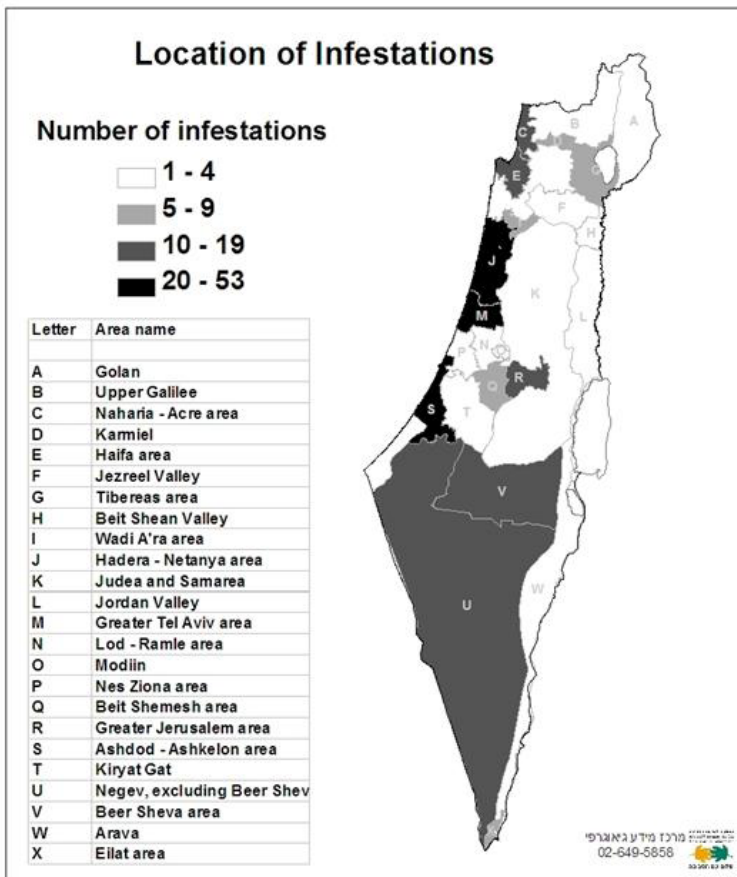 Location of Infestations
Number of infestations
1 - 4
5 - 9
10 - 19
20 - 53
Letter Area name
A Golan
B Upper Galilee
C Naharia - Acre area
D Karmiel
E Haifa area
F Jezreel Valley
G Tibereas area
H Beit Shean Valley
I Wadi A'ra area
J Hadera - Netanya area
K Judea and Samarea
L Jordan Valley
M Greater Tel Aviv area
N Lod - Ramle area
O Modiin
P Nes Ziona area
Q Beit Shemesh area
R Greater Jerusalem area
S Ashdod - Ashkelon area
T Kiryat Gat
U Negev, excluding Beer Shev
V Beer Sheva area
W Arava
X Eilat area
A
B
C
E
G
F
H
J
K
L
M
N
P
R
Q
S
T
V
W
U
מרכז מידע גיאוגרפי
02-649-5858